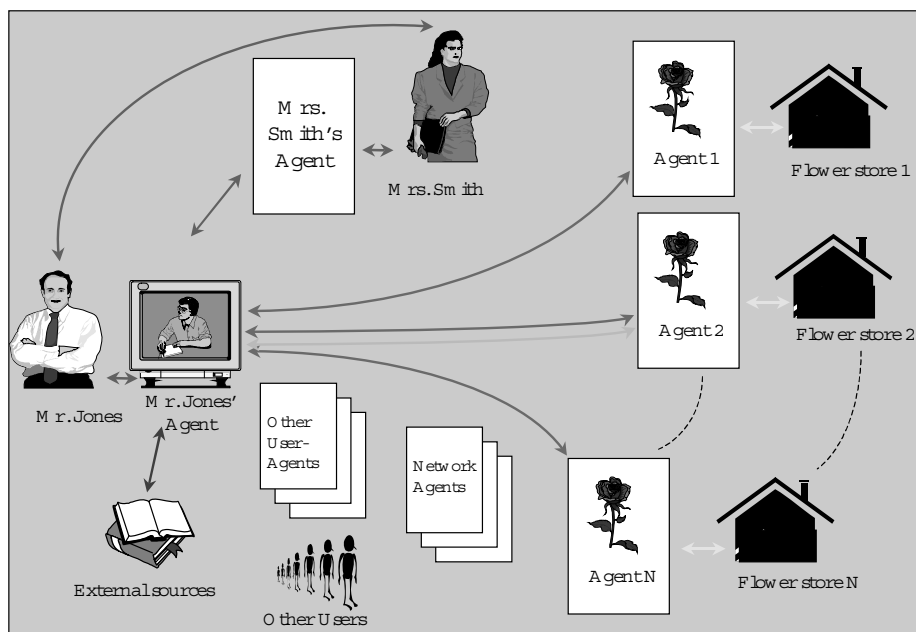 Mrs.
Smith's
Agent
Mrs. Smith
Agent 1
Flower store 1
Agent 2
Flower store 2
Mr. Jones
Mr. Jones'
Agent
Other
User-
Agents
Network
Agents
External sources
Other Users
Agent N
Flower store N